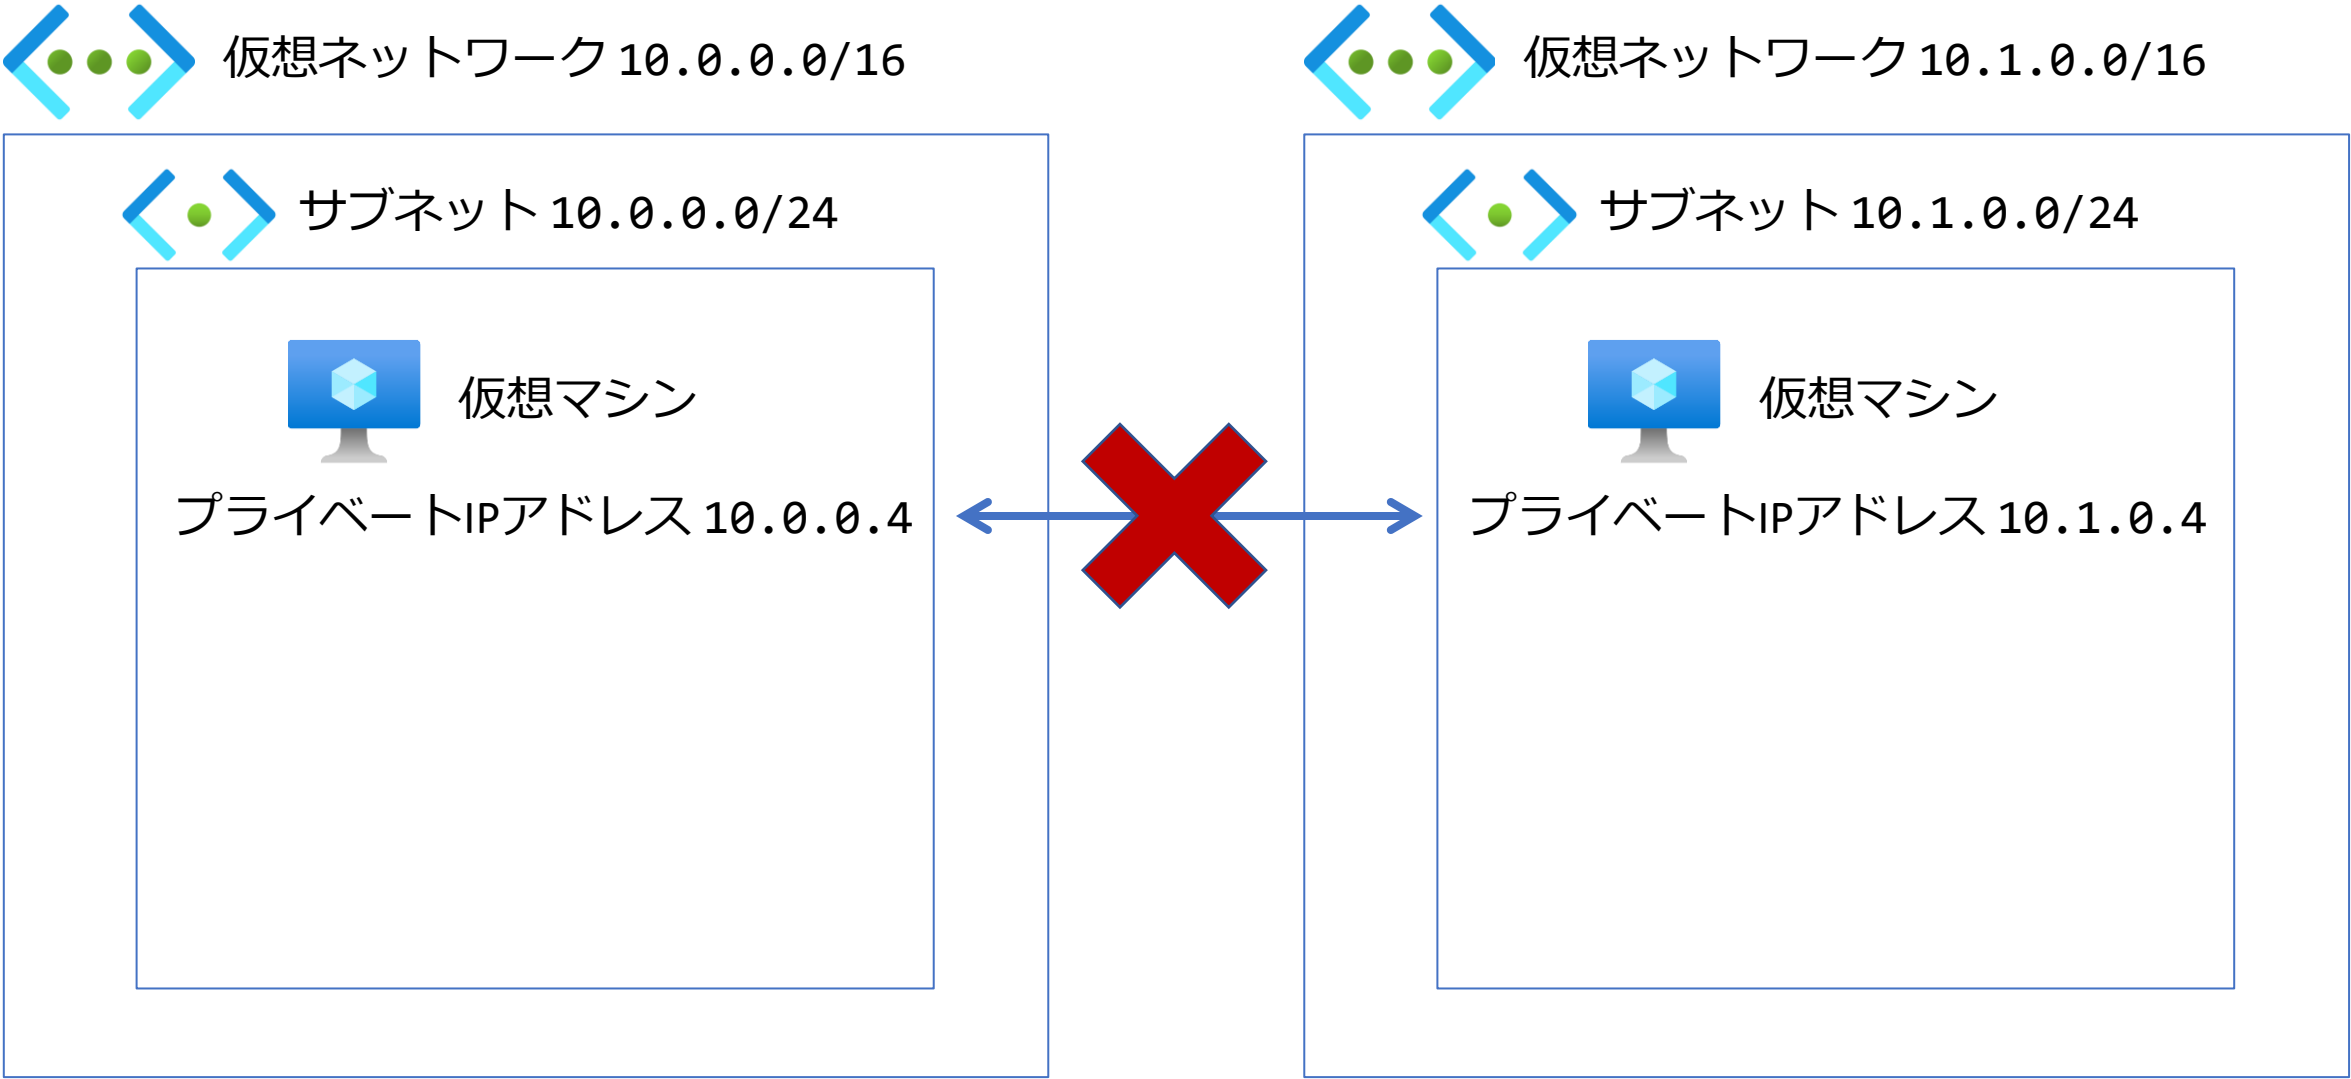 仮想ネットワーク 10.0.0.0/16
サブネット 10.0.0.0/24
仮想マシン
プライベートIPアドレス 10.0.0.4
仮想ネットワーク 10.1.0.0/16
サブネット 10.1.0.0/24
仮想マシン
プライベートIPアドレス 10.1.0.4